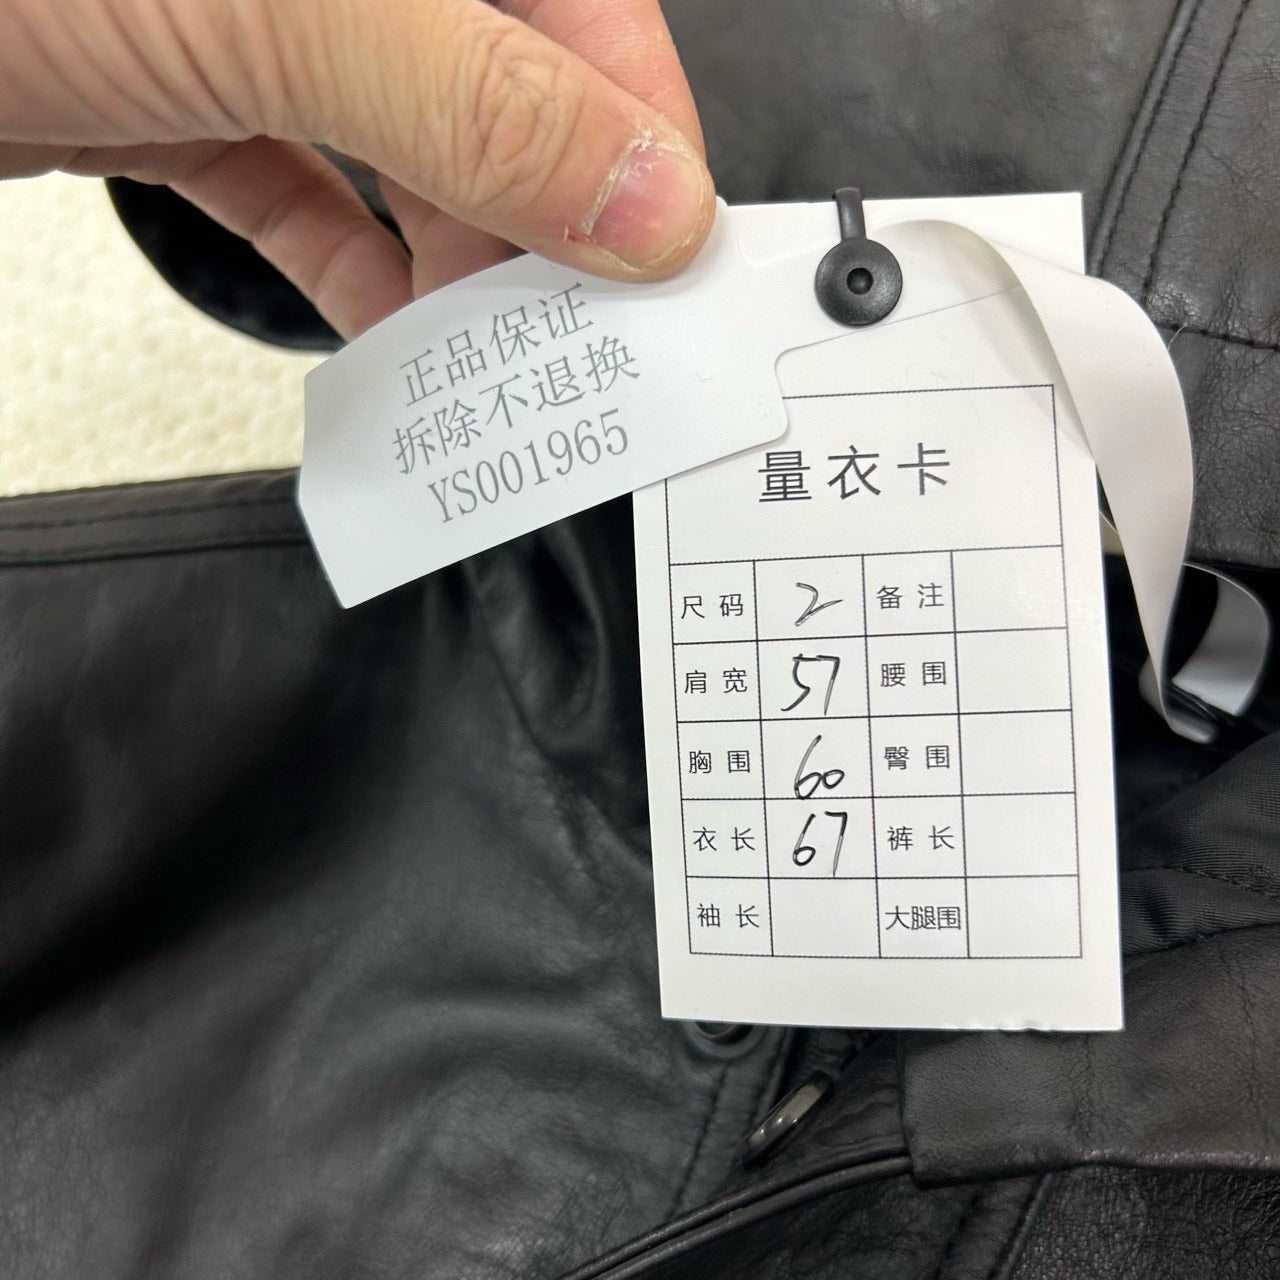 正品保证
拆除不退换
YS001965
量衣卡
尺码 2 备注
肩宽 57 腰围
胸围 60 臀围
衣长 67 裤长
袖长 大腿围